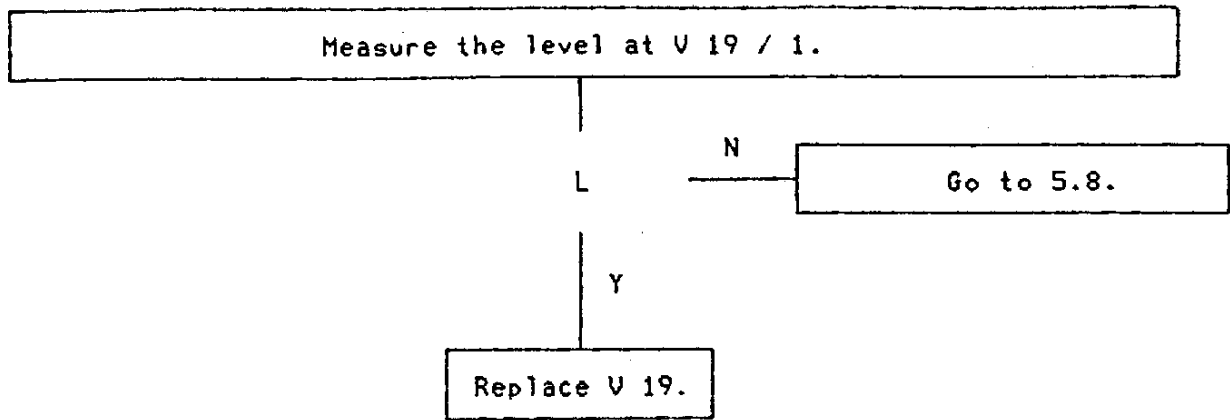 Measure the level at V 19 / 1.
N
L
Go to 5.8.
Y
Replace V 19.